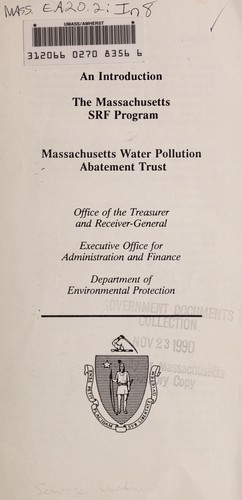 MASS. EA20.2: In8
UMASS/AMHERST
312066 0270 8356 6
An Introduction
The Massachusetts
SRF Program
Massachusetts Water Pollution
Abatement Trust
Office of the Treasurer
and Receiver-General
Executive Office for
Administration and Finance
Department of
Environmental Protection
GOVERNMENT DOCUMENTS
COLLECTION
NOV 23 1990
Massachusetts
Copy